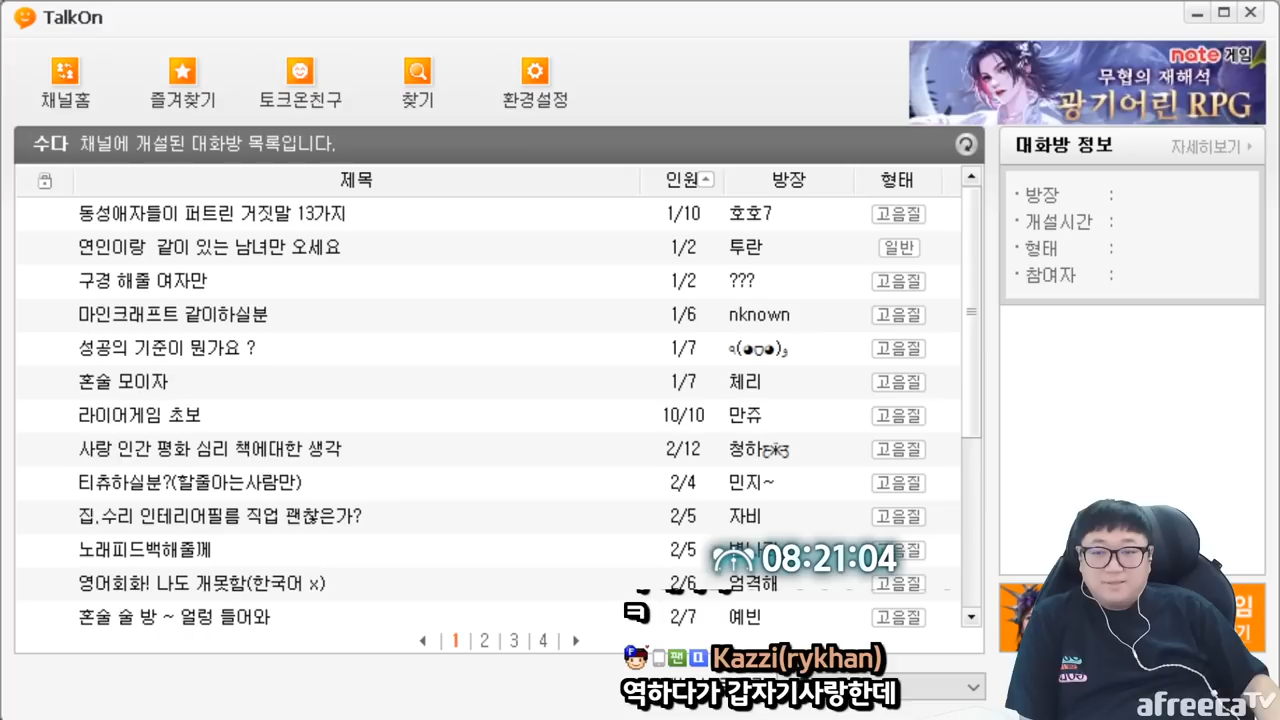 TalkOn
채널홈 즐겨찾기 토크온친구 찾기 환경설정
nate 게임
무협의 재해석
광기어린 RPG
수다 채널에 개설된 대화방 목록입니다.
제목 인원 방장 형태
동성애자들이 퍼트린 거짓말 13가지 1/10 호호7 고음질
연인이랑 같이 있는 남녀만 오세요 1/2 투란 일반
구경 해줄 여자만 1/2 ??? 고음질
마인크래프트 같이하실분 1/6 nknown 고음질
성공의 기준이 뭔가요 ? 1/7 고음질
혼술 모이자 1/7 체리 고음질
라이어게임 초보 10/10 만쥬 고음질
사랑 인간 평화 심리 책에대한 생각 2/12 청하 고음질
티츄하실분?(할줄아는사람만) 2/4 민지~ 고음질
집,수리 인테리어필름 직업 괜찮은가? 2/5 자비 고음질
노래피드백해줄께 2/5 고음질
영어회화! 나도 개못함(한국어 x) 2/6 엄격해 고음질
혼술 술 방 ~ 얼렁 들어와 2/7 예빈 고음질
1 2 3 4
대화방 정보 자세히보기
· 방장 :
· 개설시간 :
· 형태 :
· 참여자 :
08:21:04
ㅋ
팬 Kazzi(rykhan)
역하다가 갑자기사랑한데
afreecaTV